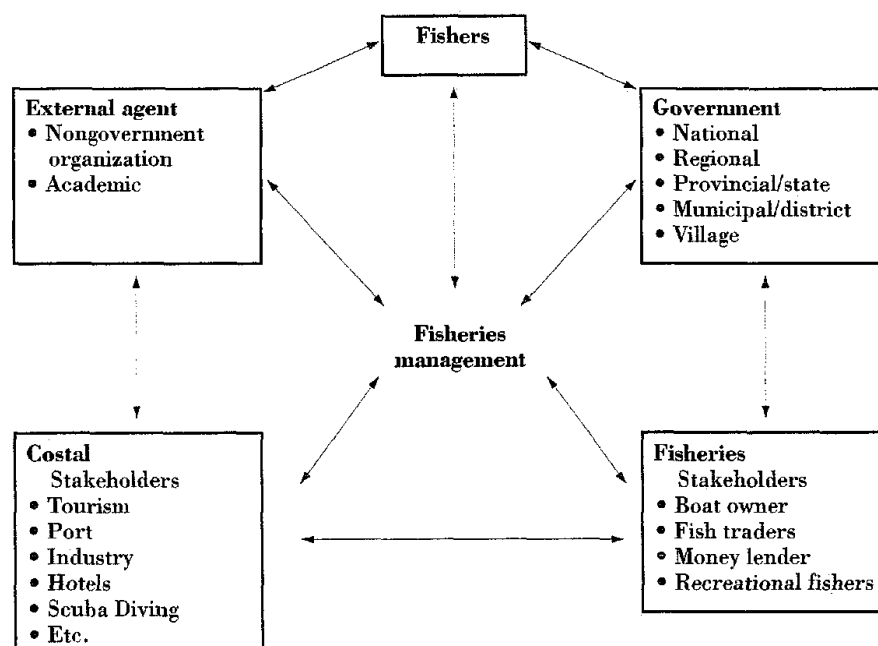 Fishers
External agent
• Nongovernment
organization
• Academic
Government
• National
• Regional
• Provincial/state
• Municipal/district
• Village
Fisheries
management
Costal
Stakeholders
• Tourism
• Port
• Industry
• Hotels
• Scuba Diving
• Etc.
Fisheries
Stakeholders
• Boat owner
• Fish traders
• Money lender
• Recreational fishers